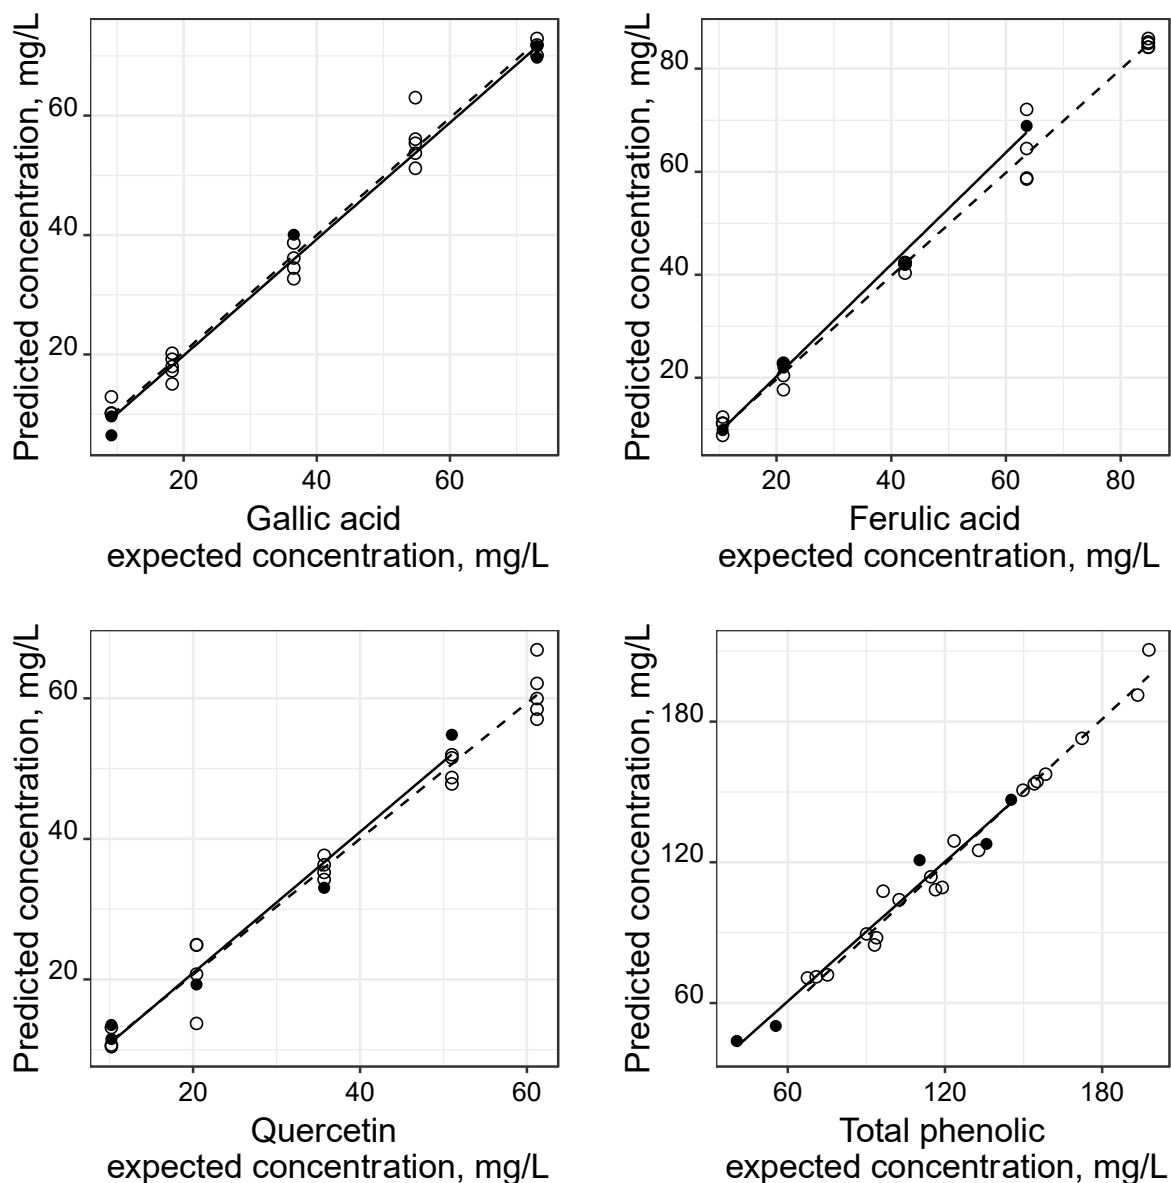 Predicted concentration, mg/L
60
40
20
20
40
60
Gallic acid
expected concentration, mg/L
Predicted concentration, mg/L
80
60
40
20
20
40
60
80
Ferulic acid
expected concentration, mg/L
Predicted concentration, mg/L
60
40
20
20
40
60
Quercetin
expected concentration, mg/L
Predicted concentration, mg/L
180
120
60
60
120
180
Total phenolic
expected concentration, mg/L